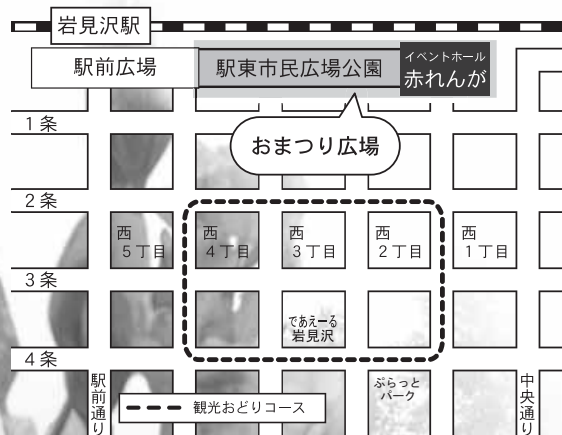 岩見沢駅
駅前広場
駅東市民広場公園
イベントホール
赤れんが
1条
おまつり広場
2条
西
5丁目
西
4丁目
西
3丁目
西
2丁目
西
1丁目
3条
であえーる
岩見沢
4条
駅前通り
ぷらっと
パーク
中央通り
観光おどりコース